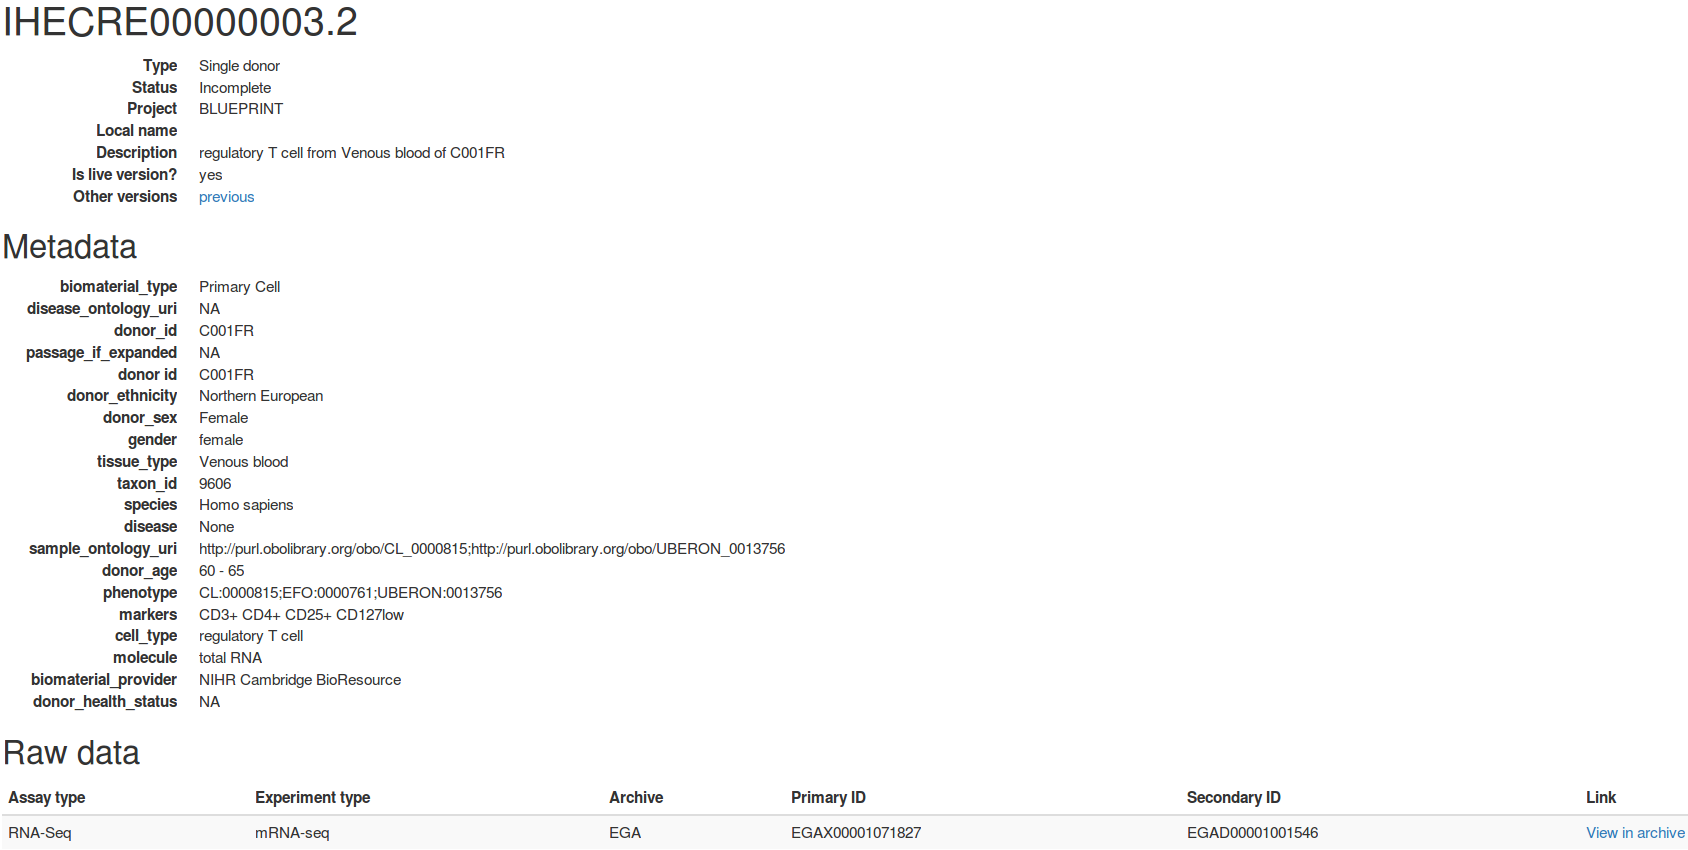 IHECRE00000003.2
Type Single donor
Status Incomplete
Project BLUEPRINT
Local name
Description regulatory T cell from Venous blood of C001FR
Is live version? yes
Other versions previous
Metadata
biomaterial_type Primary Cell
disease_ontology_uri NA
donor_id C001FR
passage_if_expanded NA
donor id C001FR
donor_ethnicity Northern European
donor_sex Female
gender female
tissue_type Venous blood
taxon_id 9606
species Homo sapiens
disease None
sample_ontology_uri http://purl.obolibrary.org/obo/CL_0000815;http://purl.obolibrary.org/obo/UBERON_0013756
donor_age 60 - 65
phenotype CL:0000815;EFO:0000761;UBERON:0013756
markers CD3+ CD4+ CD25+ CD127low
cell_type regulatory T cell
molecule total RNA
biomaterial_provider NIHR Cambridge BioResource
donor_health_status NA
Raw data
Assay type Experiment type Archive Primary ID Secondary ID Link
RNA-Seq mRNA-seq EGA EGAX00001071827 EGAD00001001546 View in archive